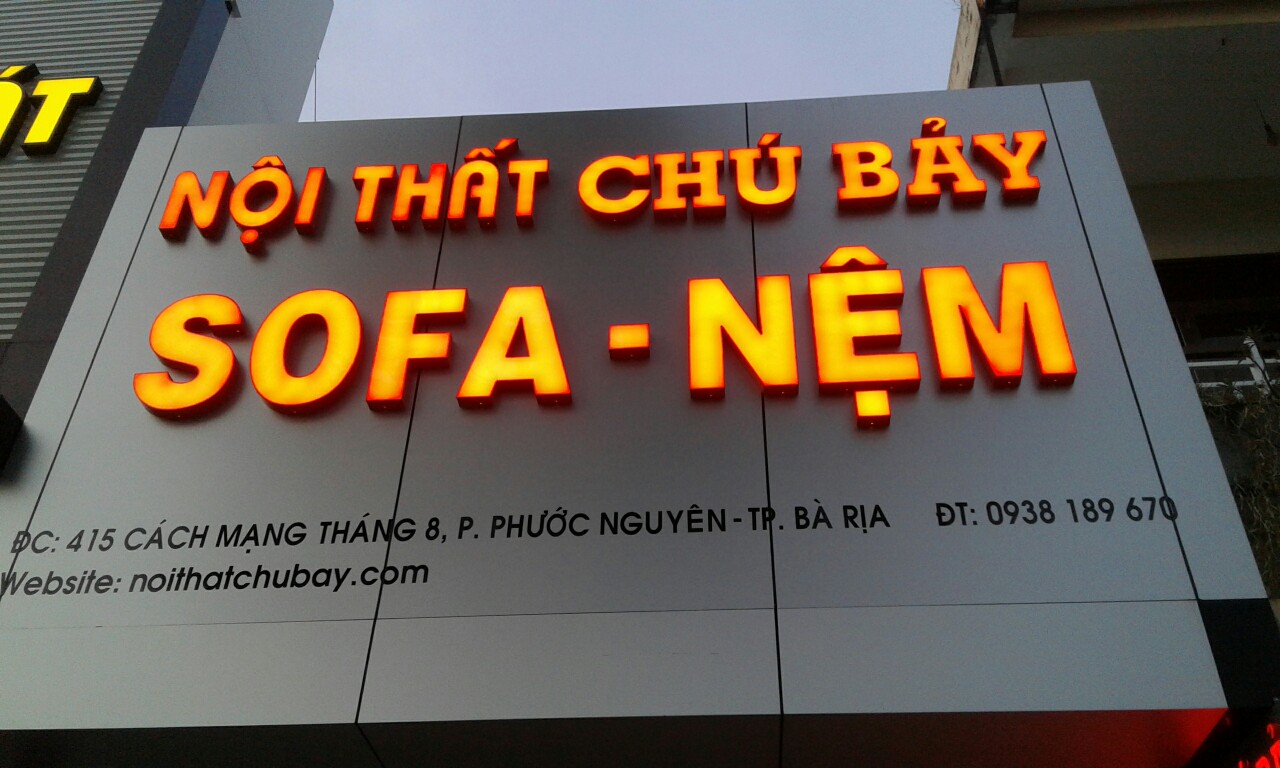 NỘI THẤT CHÚ BẢY
SOFA - NỆM
ĐC: 415 CÁCH MẠNG THÁNG 8, P. PHƯỚC NGUYÊN - TP. BÀ RỊA ĐT: 0938 189 670
Website: noithatchubay.com